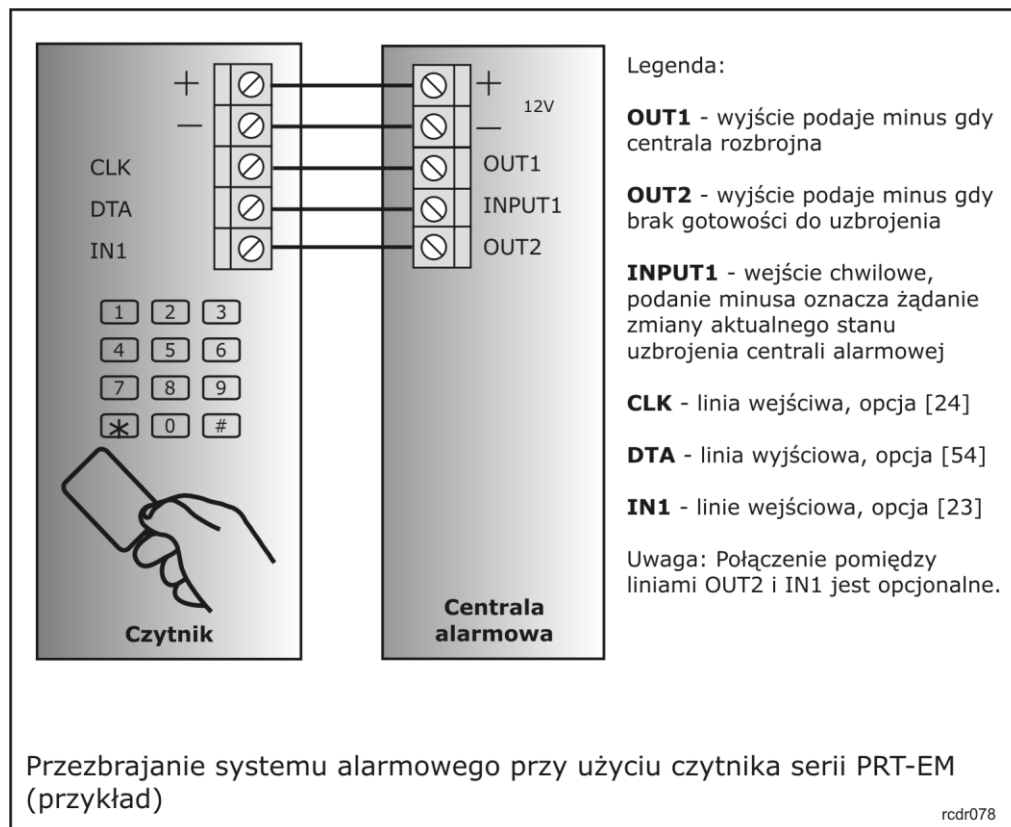 + +
12V
— —
CLK OUT1
DTA INPUT1
IN1 OUT2
1 2 3
4 5 6
7 8 9
* 0 #
Czytnik
Centrala
alarmowa
Legenda:
OUT1 - wyjście podaje minus gdy
centrala rozbrojna
OUT2 - wyjście podaje minus gdy
brak gotowości do uzbrojenia
INPUT1 - wejście chwilowe,
podanie minusa oznacza żądanie
zmiany aktualnego stanu
uzbrojenia centrali alarmowej
CLK - linia wejściwa, opcja [24]
DTA - linia wyjściowa, opcja [54]
IN1 - linie wejściowa, opcja [23]
Uwaga: Połączenie pomiędzy
liniami OUT2 i IN1 jest opcjonalne.
Przezbrajanie systemu alarmowego przy użyciu czytnika serii PRT-EM
(przykład)
rcdr078